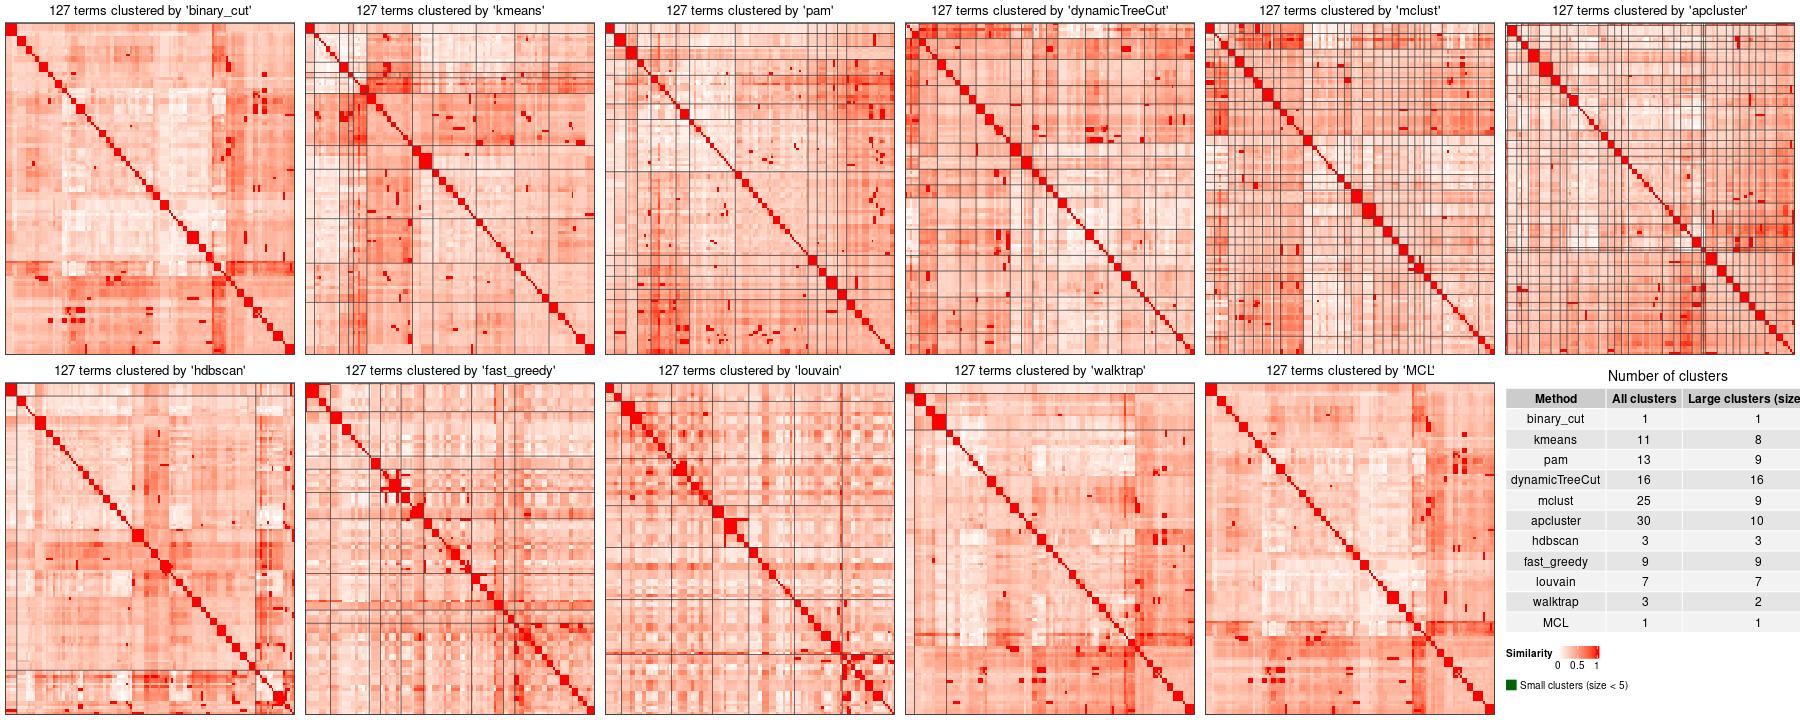 127 terms clustered by 'binary_cut'
127 terms clustered by 'kmeans'
127 terms clustered by 'pam'
127 terms clustered by 'dynamicTreeCut'
127 terms clustered by 'mclust'
127 terms clustered by 'apcluster'
127 terms clustered by 'hdbscan'
127 terms clustered by 'fast_greedy'
127 terms clustered by 'louvain'
127 terms clustered by 'walktrap'
127 terms clustered by 'MCL'
Number of clusters
Method All clusters Large clusters (size
binary_cut 1 1
kmeans 11 8
pam 13 9
dynamicTreeCut 16 16
mclust 25 9
apcluster 30 10
hdbscan 3 3
fast_greedy 9 9
louvain 7 7
walktrap 3 2
MCL 1 1
Similarity
0 0.5 1
Small clusters (size < 5)